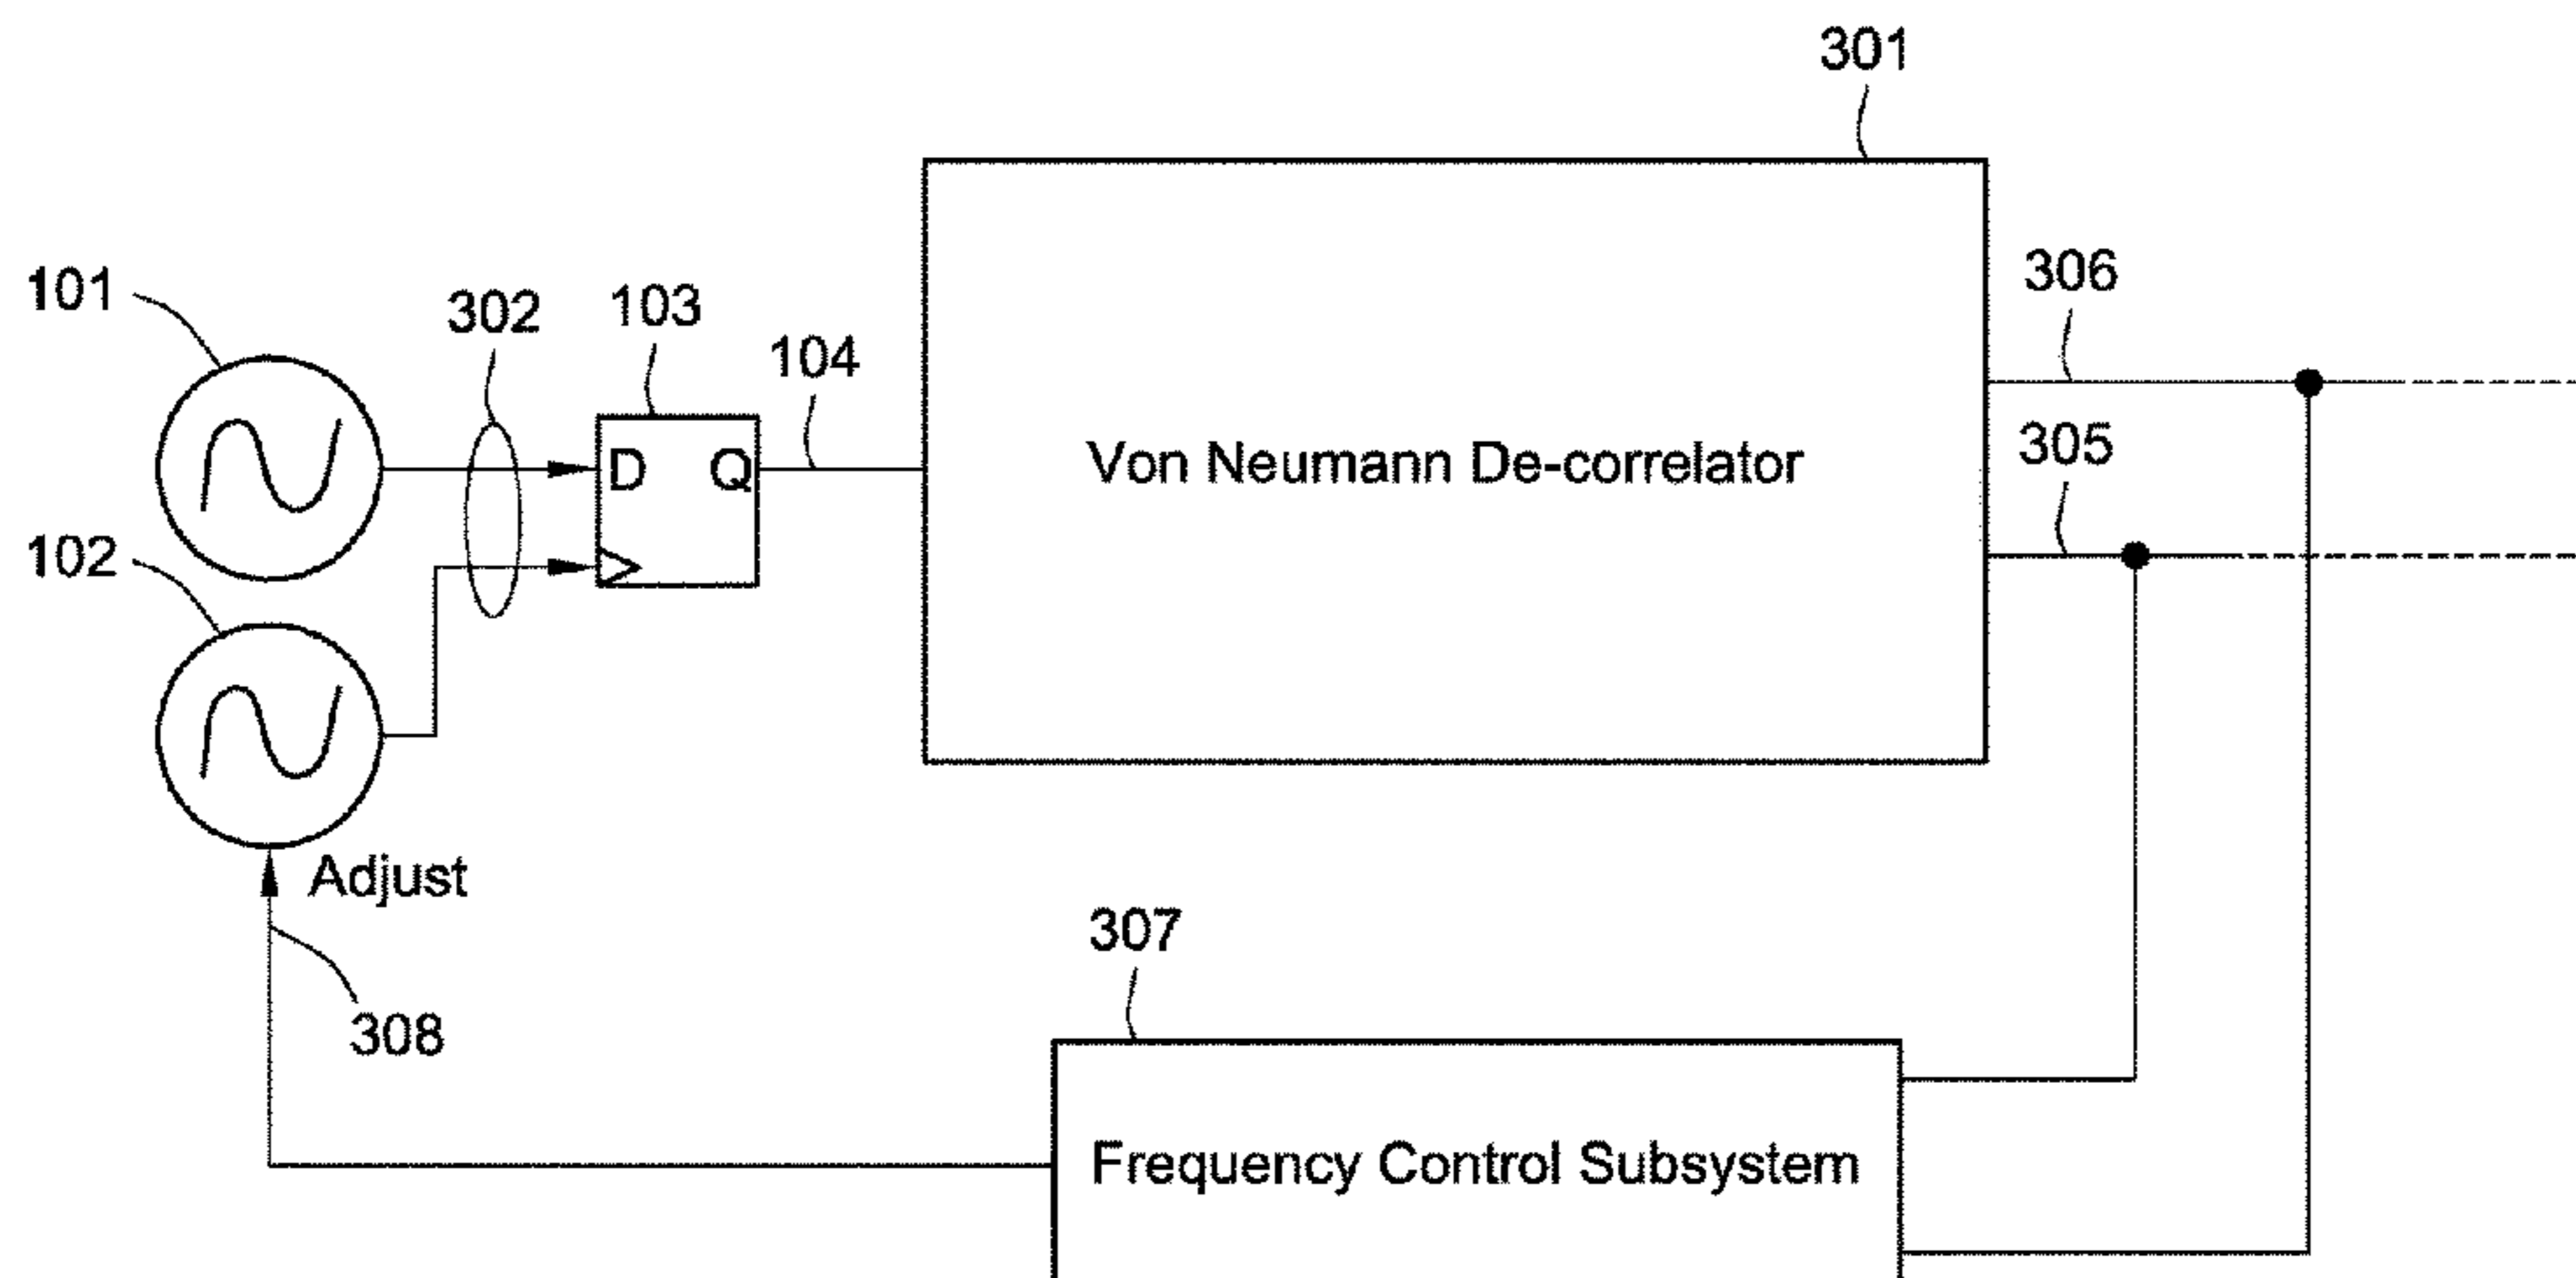 301
306
101
302
103
104
305
D
Q
Von Neumann De-correlator
102
Adjust
307
308
Frequency Control Subsystem